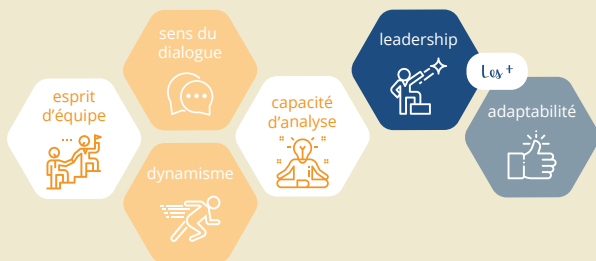 esprit
d'équipe
sens du
dialogue
dynamisme
capacité
d'analyse
leadership
Les +
adaptabilité